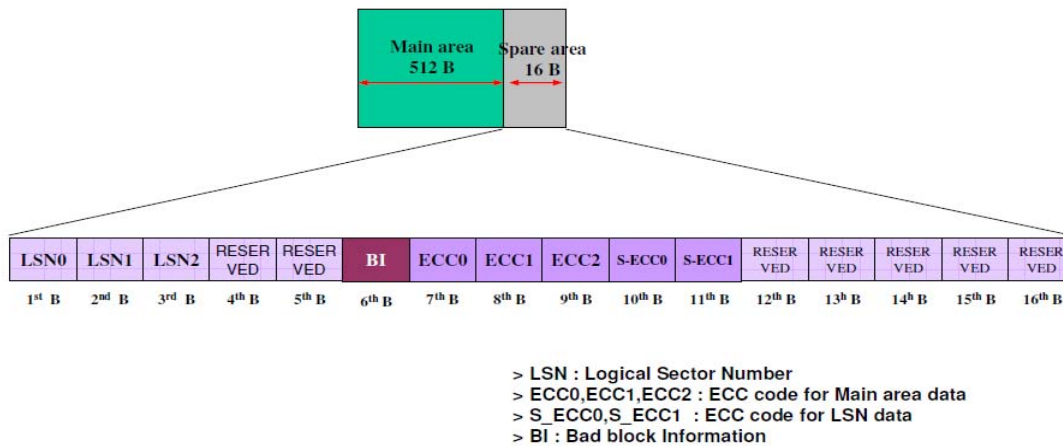 Main area
512 B
Spare area
16 B
LSN0 LSN1 LSN2 RESER VED RESER VED BI ECC0 ECC1 ECC2 S-ECC0 S-ECC1 RESER VED RESER VED RESER VED RESER VED RESER VED
1st B 2nd B 3rd B 4th B 5th B 6th B 7th B 8th B 9th B 10th B 11th B 12th B 13h B 14h B 15th B 16th B
> LSN : Logical Sector Number
> ECC0,ECC1,ECC2 : ECC code for Main area data
> S_ECC0,S_ECC1 : ECC code for LSN data
> BI : Bad block Information